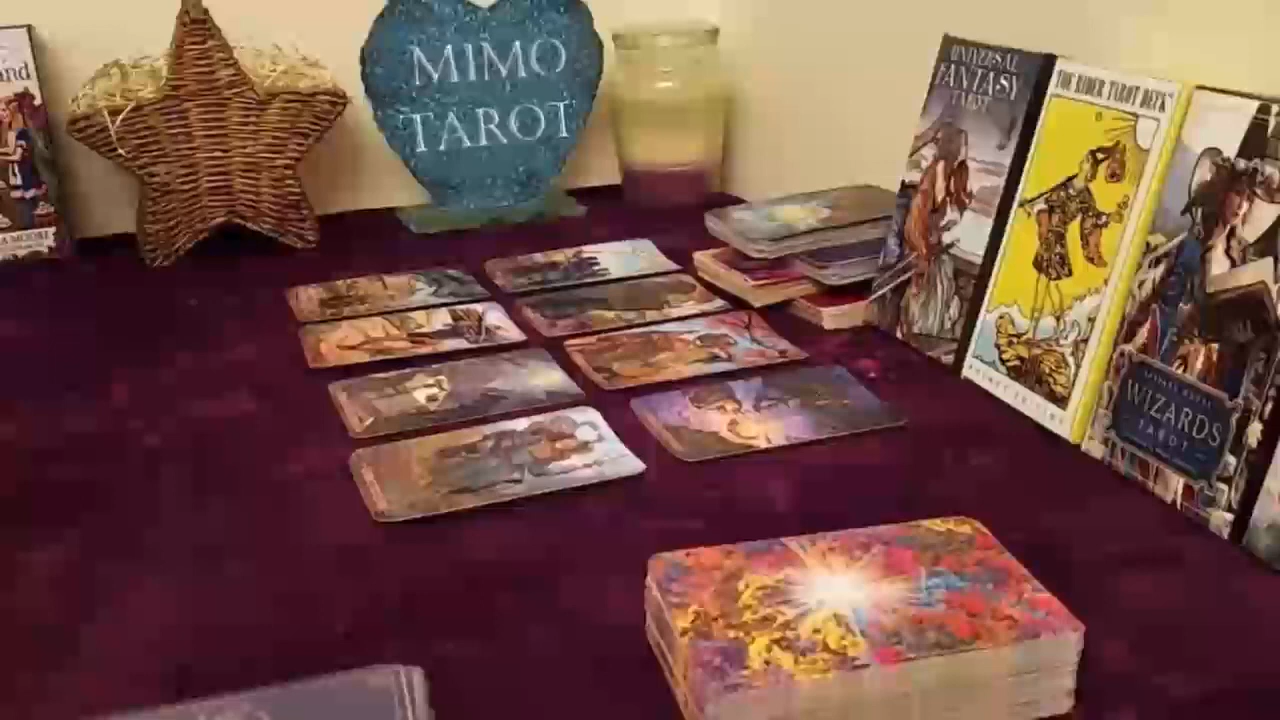 MIMO
TAROT
UNIVERSAL
FANTASY
TAROT
THE RIDER TAROT DECK
WIZARDS
TAROT